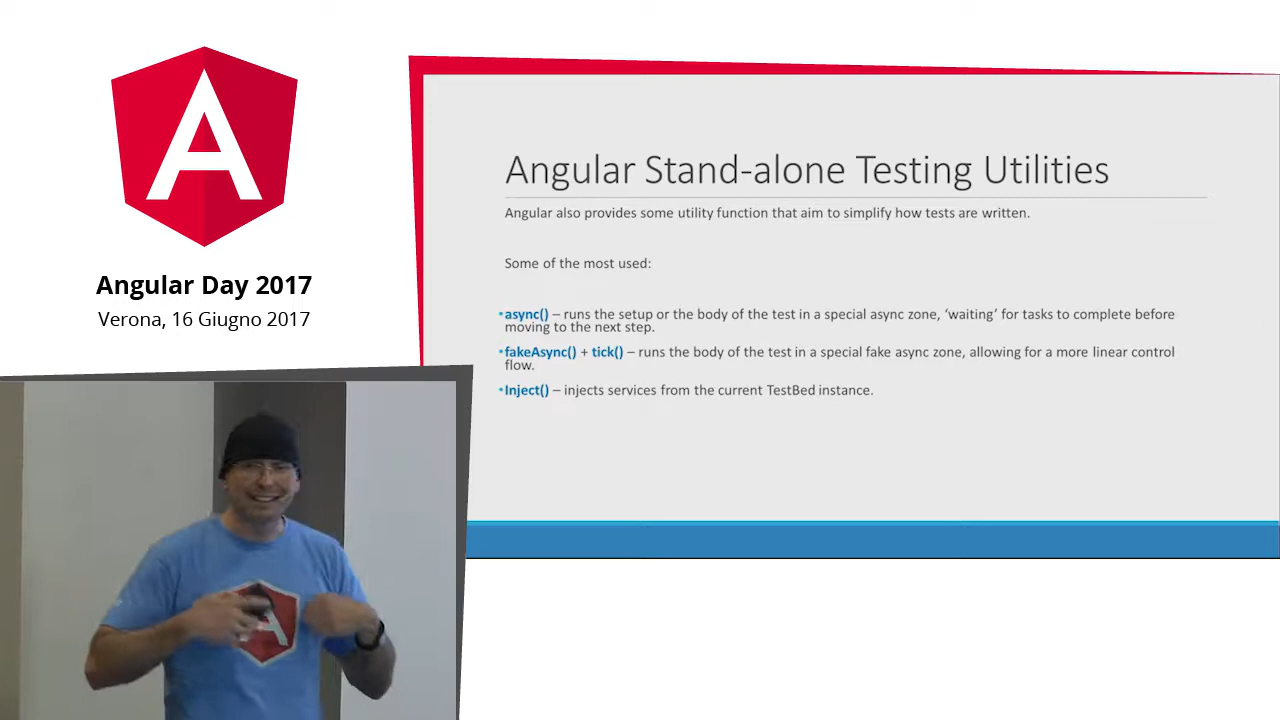 A
Angular Day 2017
Verona, 16 Giugno 2017
Angular Stand-alone Testing Utilities
Angular also provides some utility function that aim to simplify how tests are written.
Some of the most used:
•async() – runs the setup or the body of the test in a special async zone, ‘waiting’ for tasks to complete before
moving to the next step.
•fakeAsync() + tick() – runs the body of the test in a special fake async zone, allowing for a more linear control
flow.
•Inject() – injects services from the current TestBed instance.
A